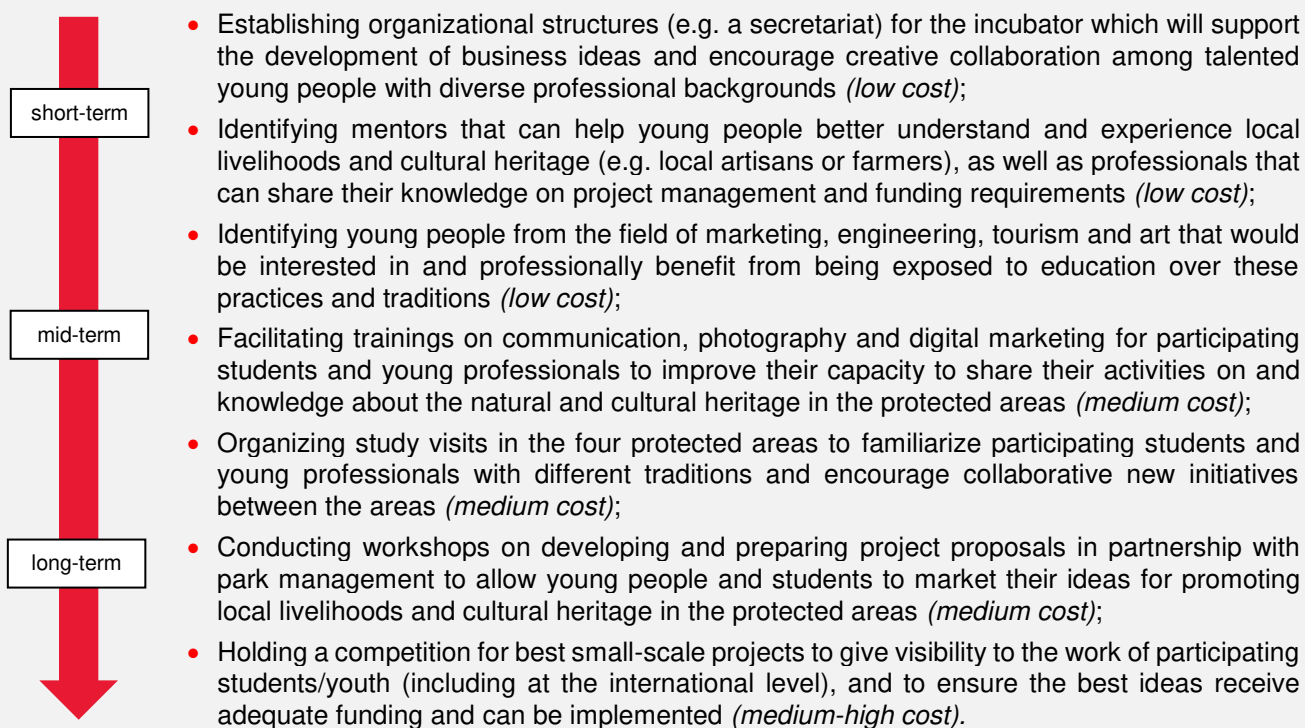 • Establishing organizational structures (e.g. a secretariat) for the incubator which will support
the development of business ideas and encourage creative collaboration among talented
young people with diverse professional backgrounds (low cost);
short-term
• Identifying mentors that can help young people better understand and experience local
livelihoods and cultural heritage (e.g. local artisans or farmers), as well as professionals that
can share their knowledge on project management and funding requirements (low cost);
• Identifying young people from the field of marketing, engineering, tourism and art that would
be interested in and professionally benefit from being exposed to education over these
practices and traditions (low cost);
mid-term
• Facilitating trainings on communication, photography and digital marketing for participating
students and young professionals to improve their capacity to share their activities on and
knowledge about the natural and cultural heritage in the protected areas (medium cost);
• Organizing study visits in the four protected areas to familiarize participating students and
young professionals with different traditions and encourage collaborative new initiatives
between the areas (medium cost);
long-term
• Conducting workshops on developing and preparing project proposals in partnership with
park management to allow young people and students to market their ideas for promoting
local livelihoods and cultural heritage in the protected areas (medium cost);
• Holding a competition for best small-scale projects to give visibility to the work of participating
students/youth (including at the international level), and to ensure the best ideas receive
adequate funding and can be implemented (medium-high cost).